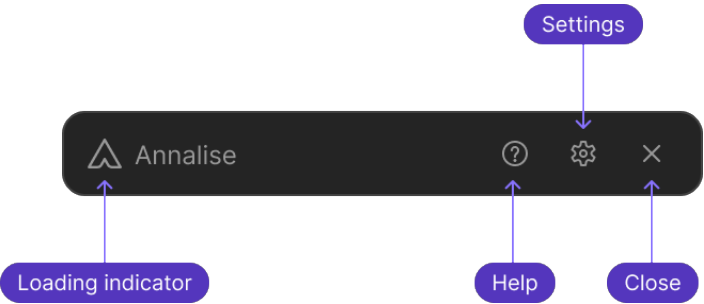 Settings
Annalise
Loading indicator
Help
Close